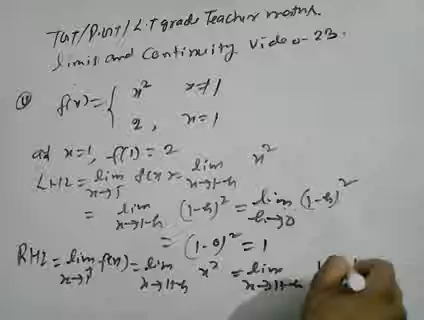 TGT/P.GT/L.T grade Teacher maths.
limis and Continuity Video - 23.
f(x) = { x² x≠1
2, x=1
at x=1, f(1) = 2
LHL = lim x→1⁻ f(x) = lim x→1-h x²
= lim x→1-h (1-h)² = lim h→0 (1-h)²
= (1-0)² = 1
RHL = lim x→1⁺ f(x) = lim x→1+h x² = lim x→1+h